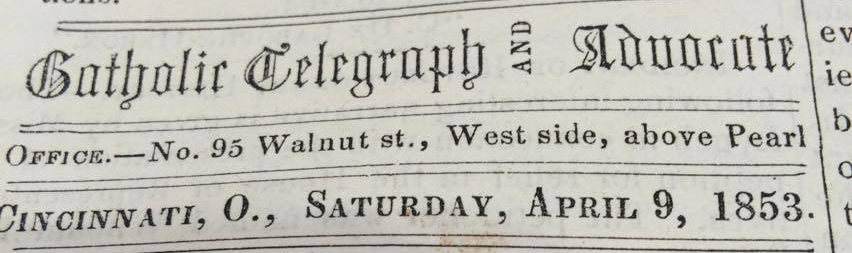 Catholic Telegraph AND Advocate
OFFICE.—No. 95 Walnut st., West side, above Pearl
CINCINNATI, O., SATURDAY, APRIL 9, 1853.